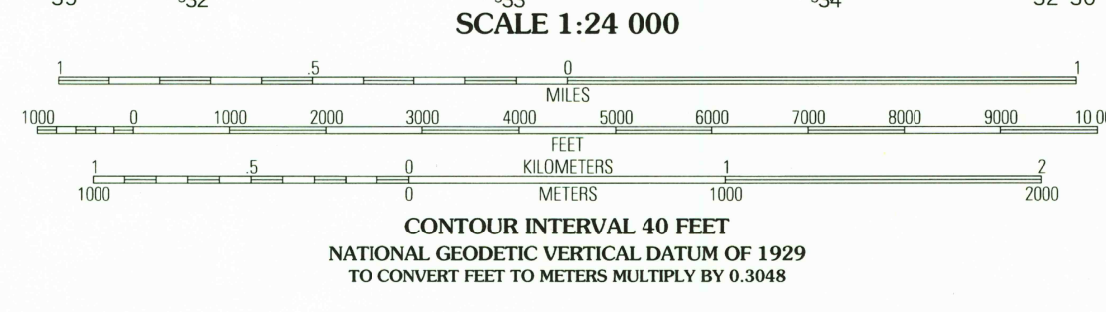 SCALE 1:24 000
1 .5 0 1
MILES
1000 0 1000 2000 3000 4000 5000 6000 7000 8000 9000
FEET
1 .5 0 KILOMETERS 1 2
1000 0 METERS 1000 2000
CONTOUR INTERVAL 40 FEET
NATIONAL GEODETIC VERTICAL DATUM OF 1929
TO CONVERT FEET TO METERS MULTIPLY BY 0.3048